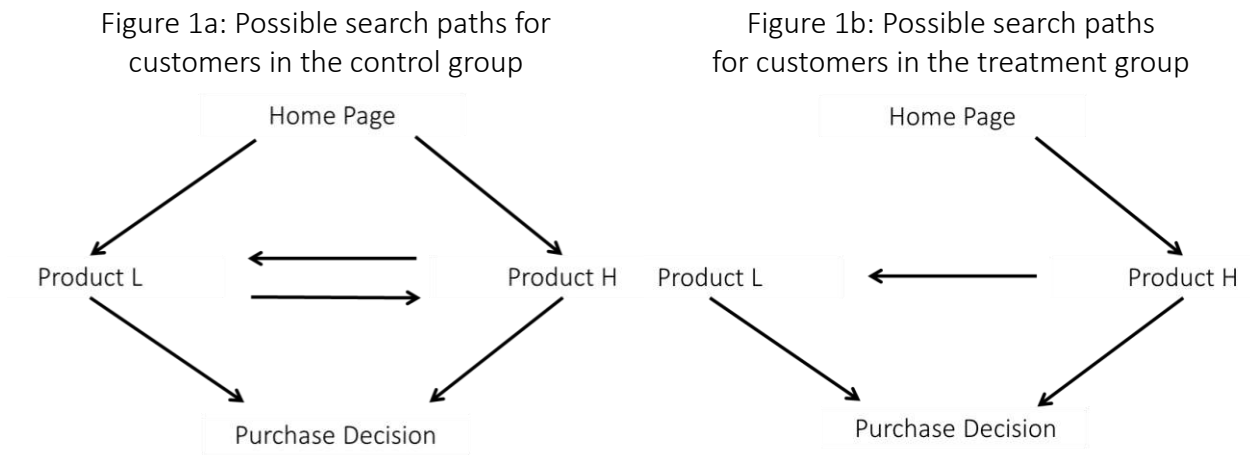 Figure 1a: Possible search paths for
customers in the control group
Home Page
Product L
Product H
Purchase Decision
Figure 1b: Possible search paths
for customers in the treatment group
Home Page
Product L
Product H
Purchase Decision